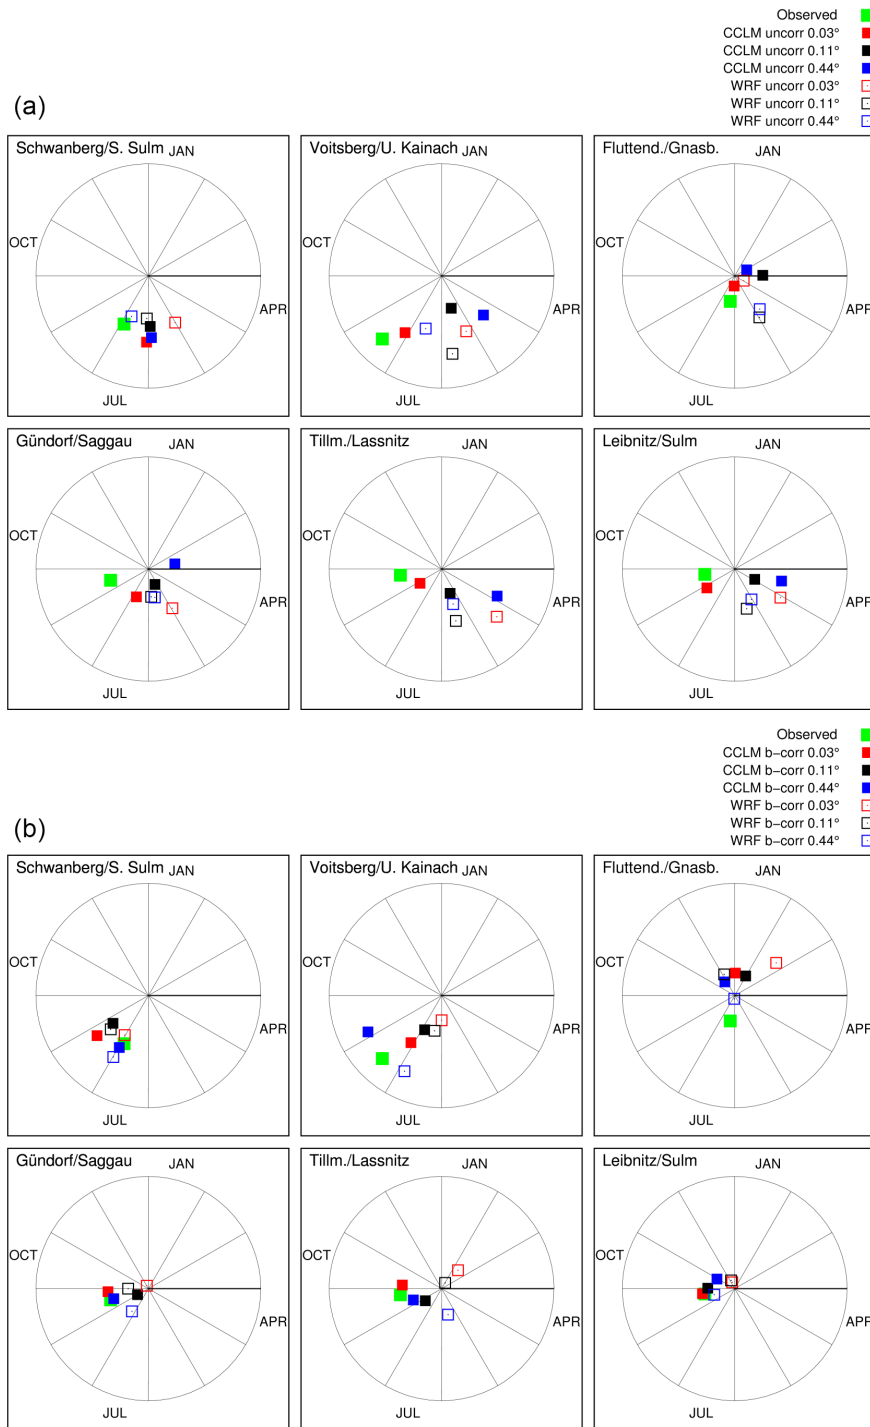 Observed
CCLM uncorr 0.03°
CCLM uncorr 0.11°
CCLM uncorr 0.44°
WRF uncorr 0.03°
WRF uncorr 0.11°
WRF uncorr 0.44°
(a)
Schwanberg/S. Sulm JAN
OCT
APR
JUL
Voitsberg/U. Kainach JAN
OCT
APR
JUL
Fluttend./Gnasb. JAN
OCT
APR
JUL
Gündorf/Saggau JAN
OCT
APR
JUL
Tillm./Lassnitz JAN
OCT
APR
JUL
Leibnitz/Sulm JAN
OCT
APR
JUL
Observed
CCLM b−corr 0.03°
CCLM b−corr 0.11°
CCLM b−corr 0.44°
WRF b−corr 0.03°
WRF b−corr 0.11°
WRF b−corr 0.44°
(b)
Schwanberg/S. Sulm JAN
OCT
APR
JUL
Voitsberg/U. Kainach JAN
OCT
APR
JUL
Fluttend./Gnasb. JAN
OCT
APR
JUL
Gündorf/Saggau JAN
OCT
APR
JUL
Tillm./Lassnitz JAN
OCT
APR
JUL
Leibnitz/Sulm JAN
OCT
APR
JUL